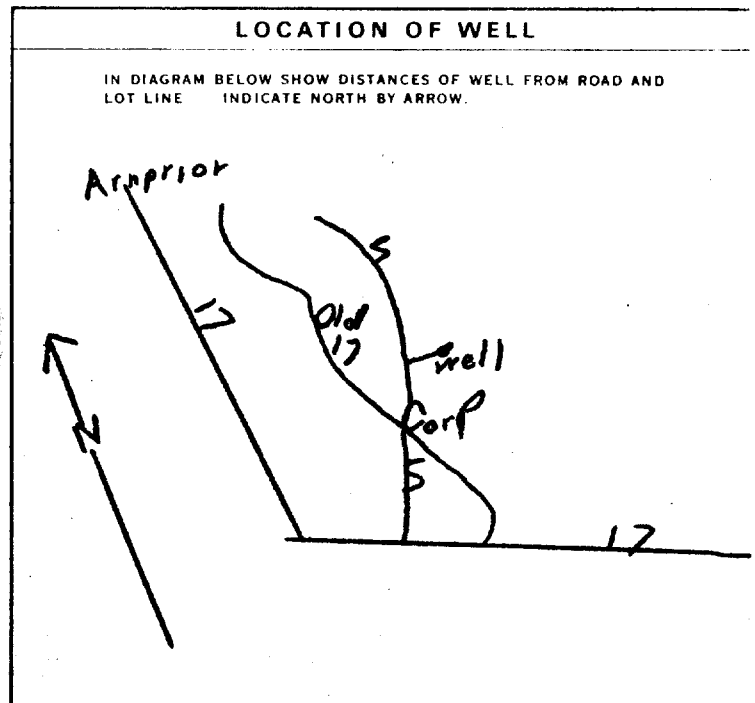 LOCATION OF WELL
IN DIAGRAM BELOW SHOW DISTANCES OF WELL FROM ROAD AND
LOT LINE INDICATE NORTH BY ARROW.
Arnprior
5
17
Old
17
well
N
Corp
5
17